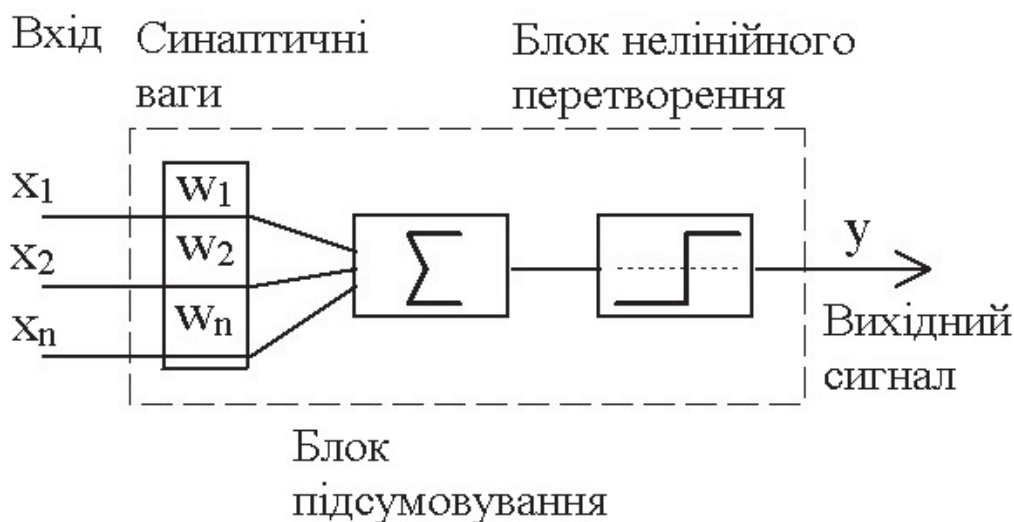 Вхід
Синаптичні
ваги
Блок нелінійного
перетворення
x1
w1
x2
w2
xn
wn
Σ
y
Вихідний
сигнал
Блок
підсумовування